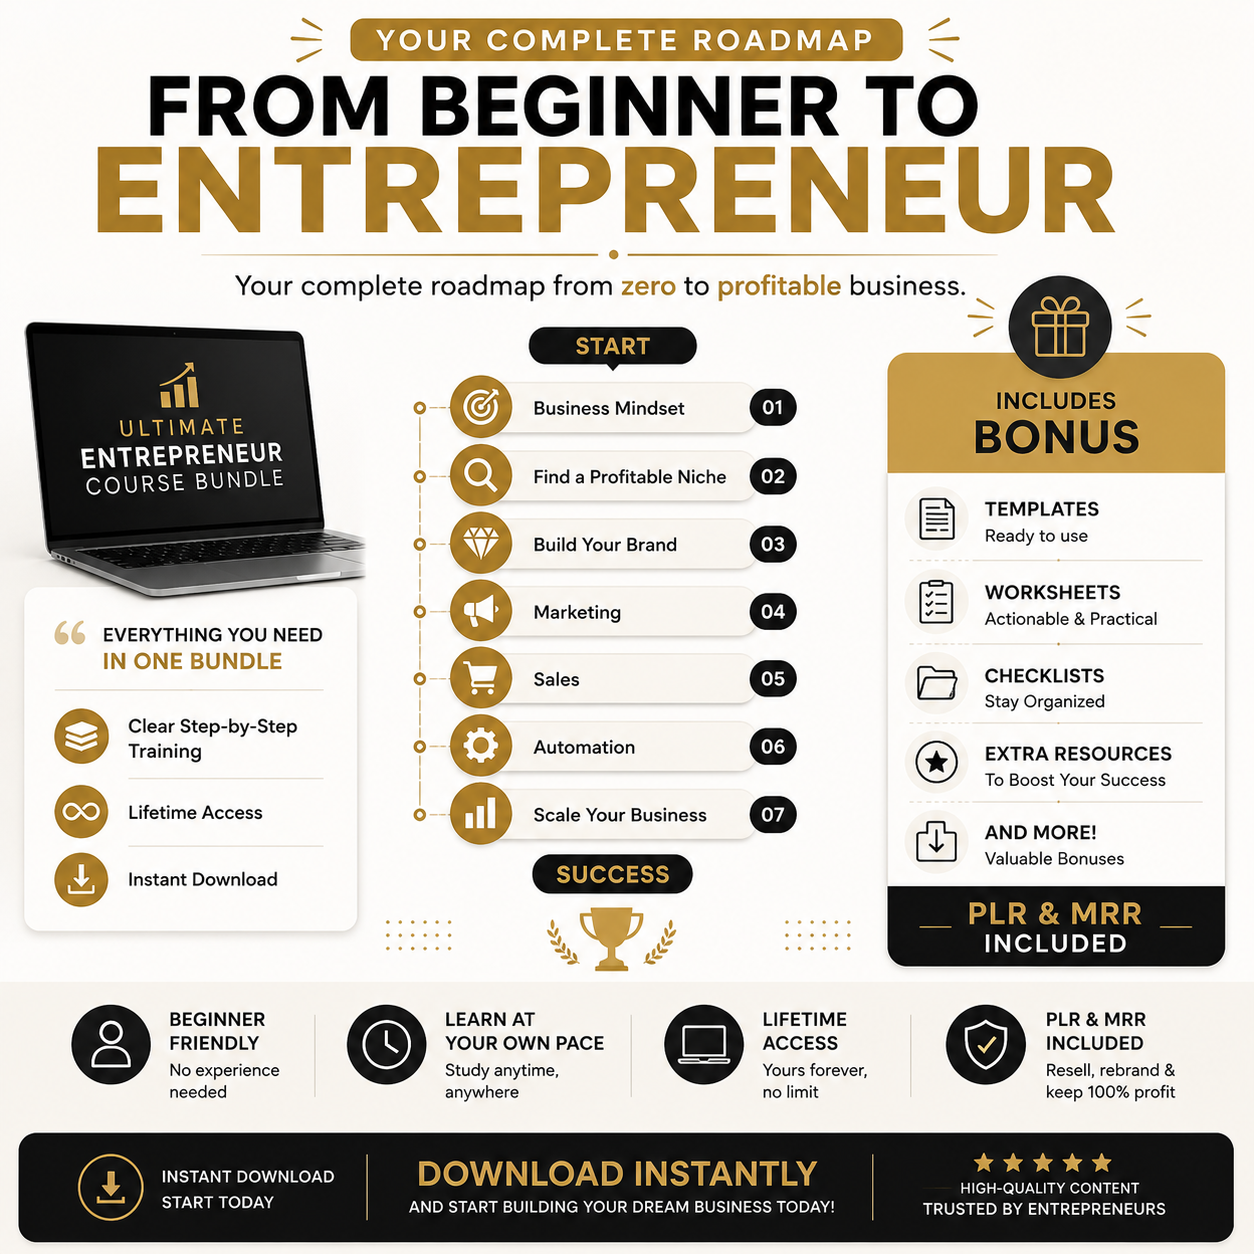 YOUR COMPLETE ROADMAP
FROM BEGINNER TO
ENTREPRENEUR
Your complete roadmap from zero to profitable business.
ULTIMATE
ENTREPRENEUR
COURSE BUNDLE
“ EVERYTHING YOU NEED
IN ONE BUNDLE
Clear Step-by-Step
Training
Lifetime Access
Instant Download
START
Business Mindset 01
Find a Profitable Niche 02
Build Your Brand 03
Marketing 04
Sales 05
Automation 06
Scale Your Business 07
SUCCESS
INCLUDES
BONUS
TEMPLATES
Ready to use
WORKSHEETS
Actionable & Practical
CHECKLISTS
Stay Organized
EXTRA RESOURCES
To Boost Your Success
AND MORE!
Valuable Bonuses
PLR & MRR
INCLUDED
BEGINNER
FRIENDLY
No experience
needed
LEARN AT
YOUR OWN PACE
Study anytime,
anywhere
LIFETIME
ACCESS
Yours forever,
no limit
PLR & MRR
INCLUDED
Resell, rebrand &
keep 100% profit
INSTANT DOWNLOAD
START TODAY
DOWNLOAD INSTANTLY
AND START BUILDING YOUR DREAM BUSINESS TODAY!
HIGH-QUALITY CONTENT
TRUSTED BY ENTREPRENEURS